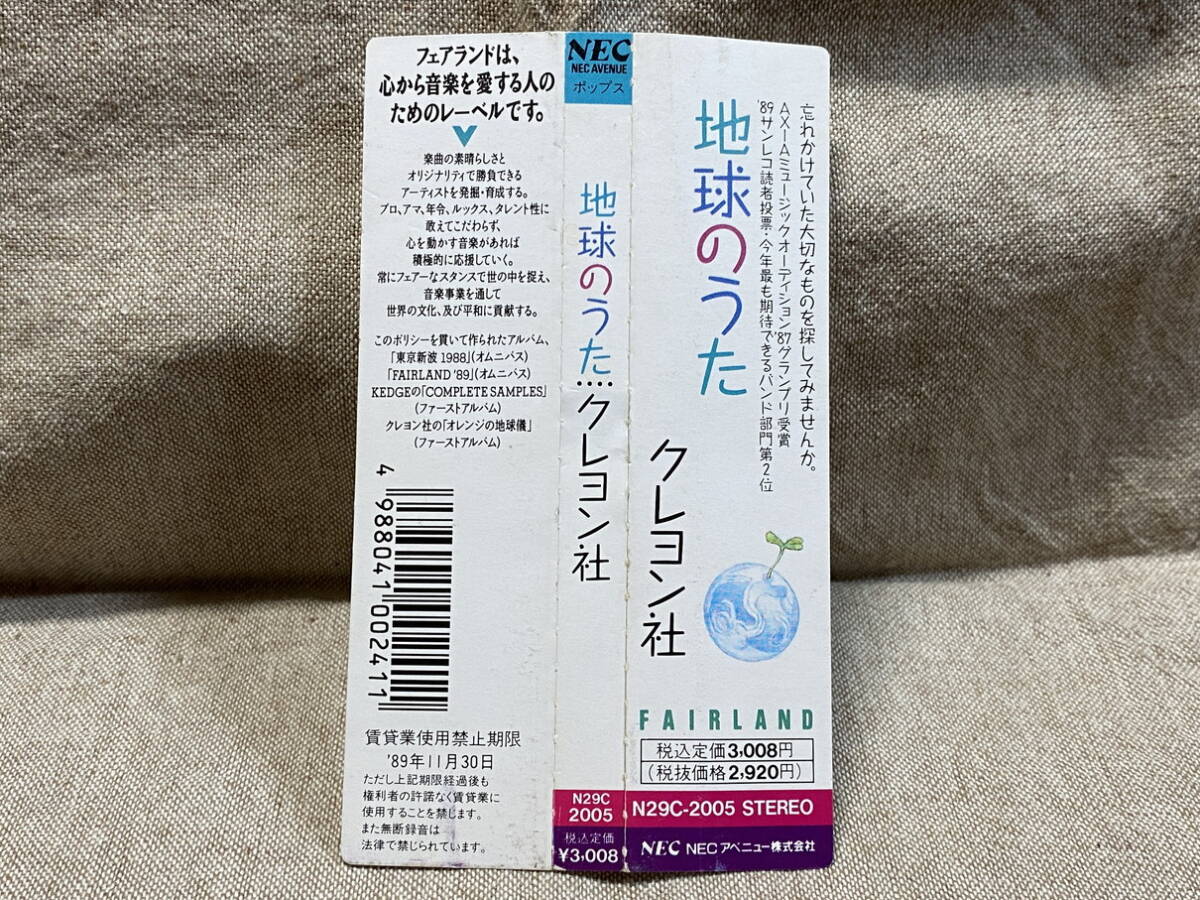 フェアランドは、
心から音楽を愛する人の
ためのレーベルです。
楽曲の素晴らしさと
オリジナリティで勝負できる
アーティストを発掘・育成する。
プロ、アマ、年令、ルックス、タレント性に
敢えてこだわらず、
心を動かす音楽があれば
積極的に応援していく。
常にフェアーなスタンスで世の中を捉え、
音楽事業を通して
世界の文化、及び平和に貢献する。
このポリシーを貫いて作られたアルバム、
「東京新波1988」(オムニバス)
「FAIRLAND '89」(オムニバス)
KEDGEの「COMPLETE SAMPLES」
(ファーストアルバム)
クレヨン社の「オレンジの地球儀」
(ファーストアルバム)
4988041002411
賃貸業使用禁止期限
'89年11月30日
ただし上記期限経過後も
権利者の許諾なく賃貸業に
使用することを禁じます。
また無断録音は
法律で禁じられています。
NEC
NEC AVENUE
ポップス
地球のうた‥‥クレヨン社
N29C
2005
税込定価
¥3,008
忘れかけていた大切なものを探してみませんか。
AXIAミュージックオーディション'87グランプリ受賞
'89サンレコ読者投票・今年最も期待できるバンド部門第2位
地球のうた
クレヨン社
FAIRLAND
税込定価3,008円
(税抜価格2,920円)
N29C-2005 STEREO
NEC NECアベニュー株式会社